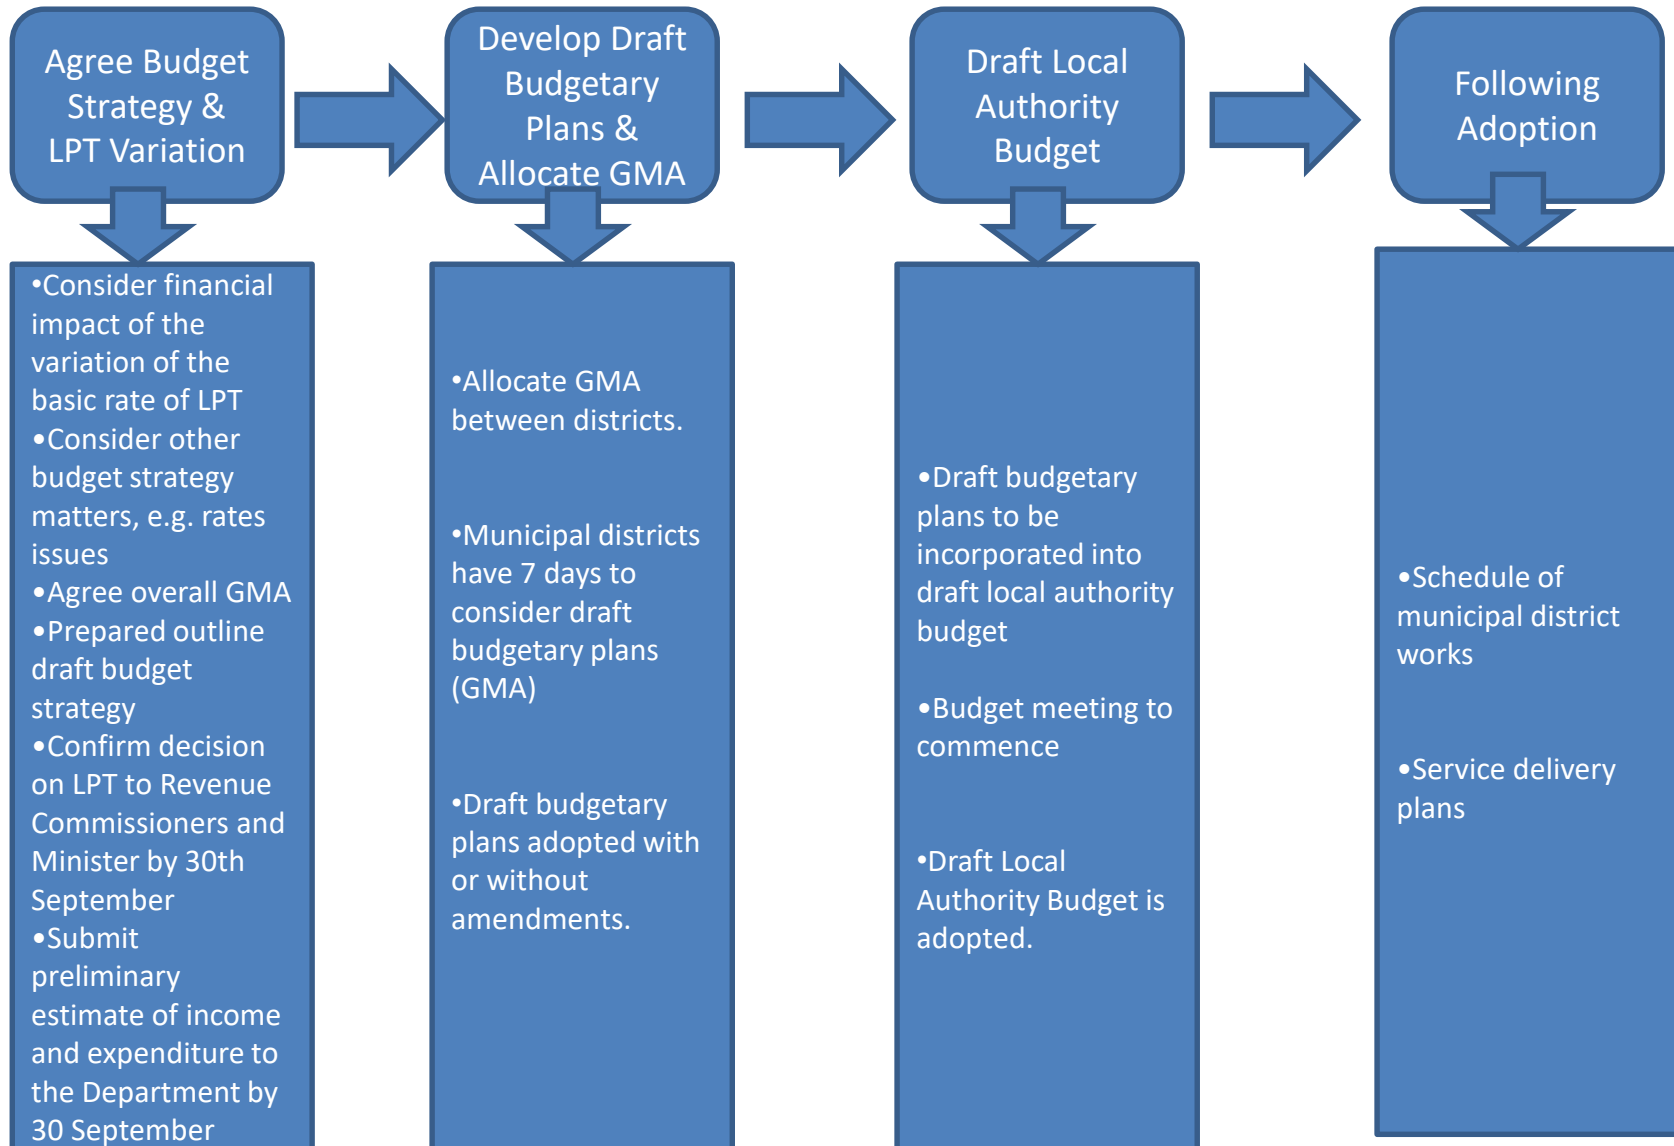 Agree Budget
Strategy &
LPT Variation
Develop Draft
Budgetary
Plans &
Allocate GMA
Draft Local
Authority
Budget
Following
Adoption
•Consider financial
impact of the
variation of the
basic rate of LPT
•Consider other
budget strategy
matters, e.g. rates
issues
•Agree overall GMA
•Prepared outline
draft budget
strategy
•Confirm decision
on LPT to Revenue
Commissioners and
Minister by 30th
September
•Submit
preliminary
estimate of income
and expenditure to
the Department by
30 September
•Allocate GMA
between districts.
•Municipal districts
have 7 days to
consider draft
budgetary plans
(GMA)
•Draft budgetary
plans adopted with
or without
amendments.
•Draft budgetary
plans to be
incorporated into
draft local authority
budget
•Budget meeting to
commence
•Draft Local
Authority Budget is
adopted.
•Schedule of
municipal district
works
•Service delivery
plans